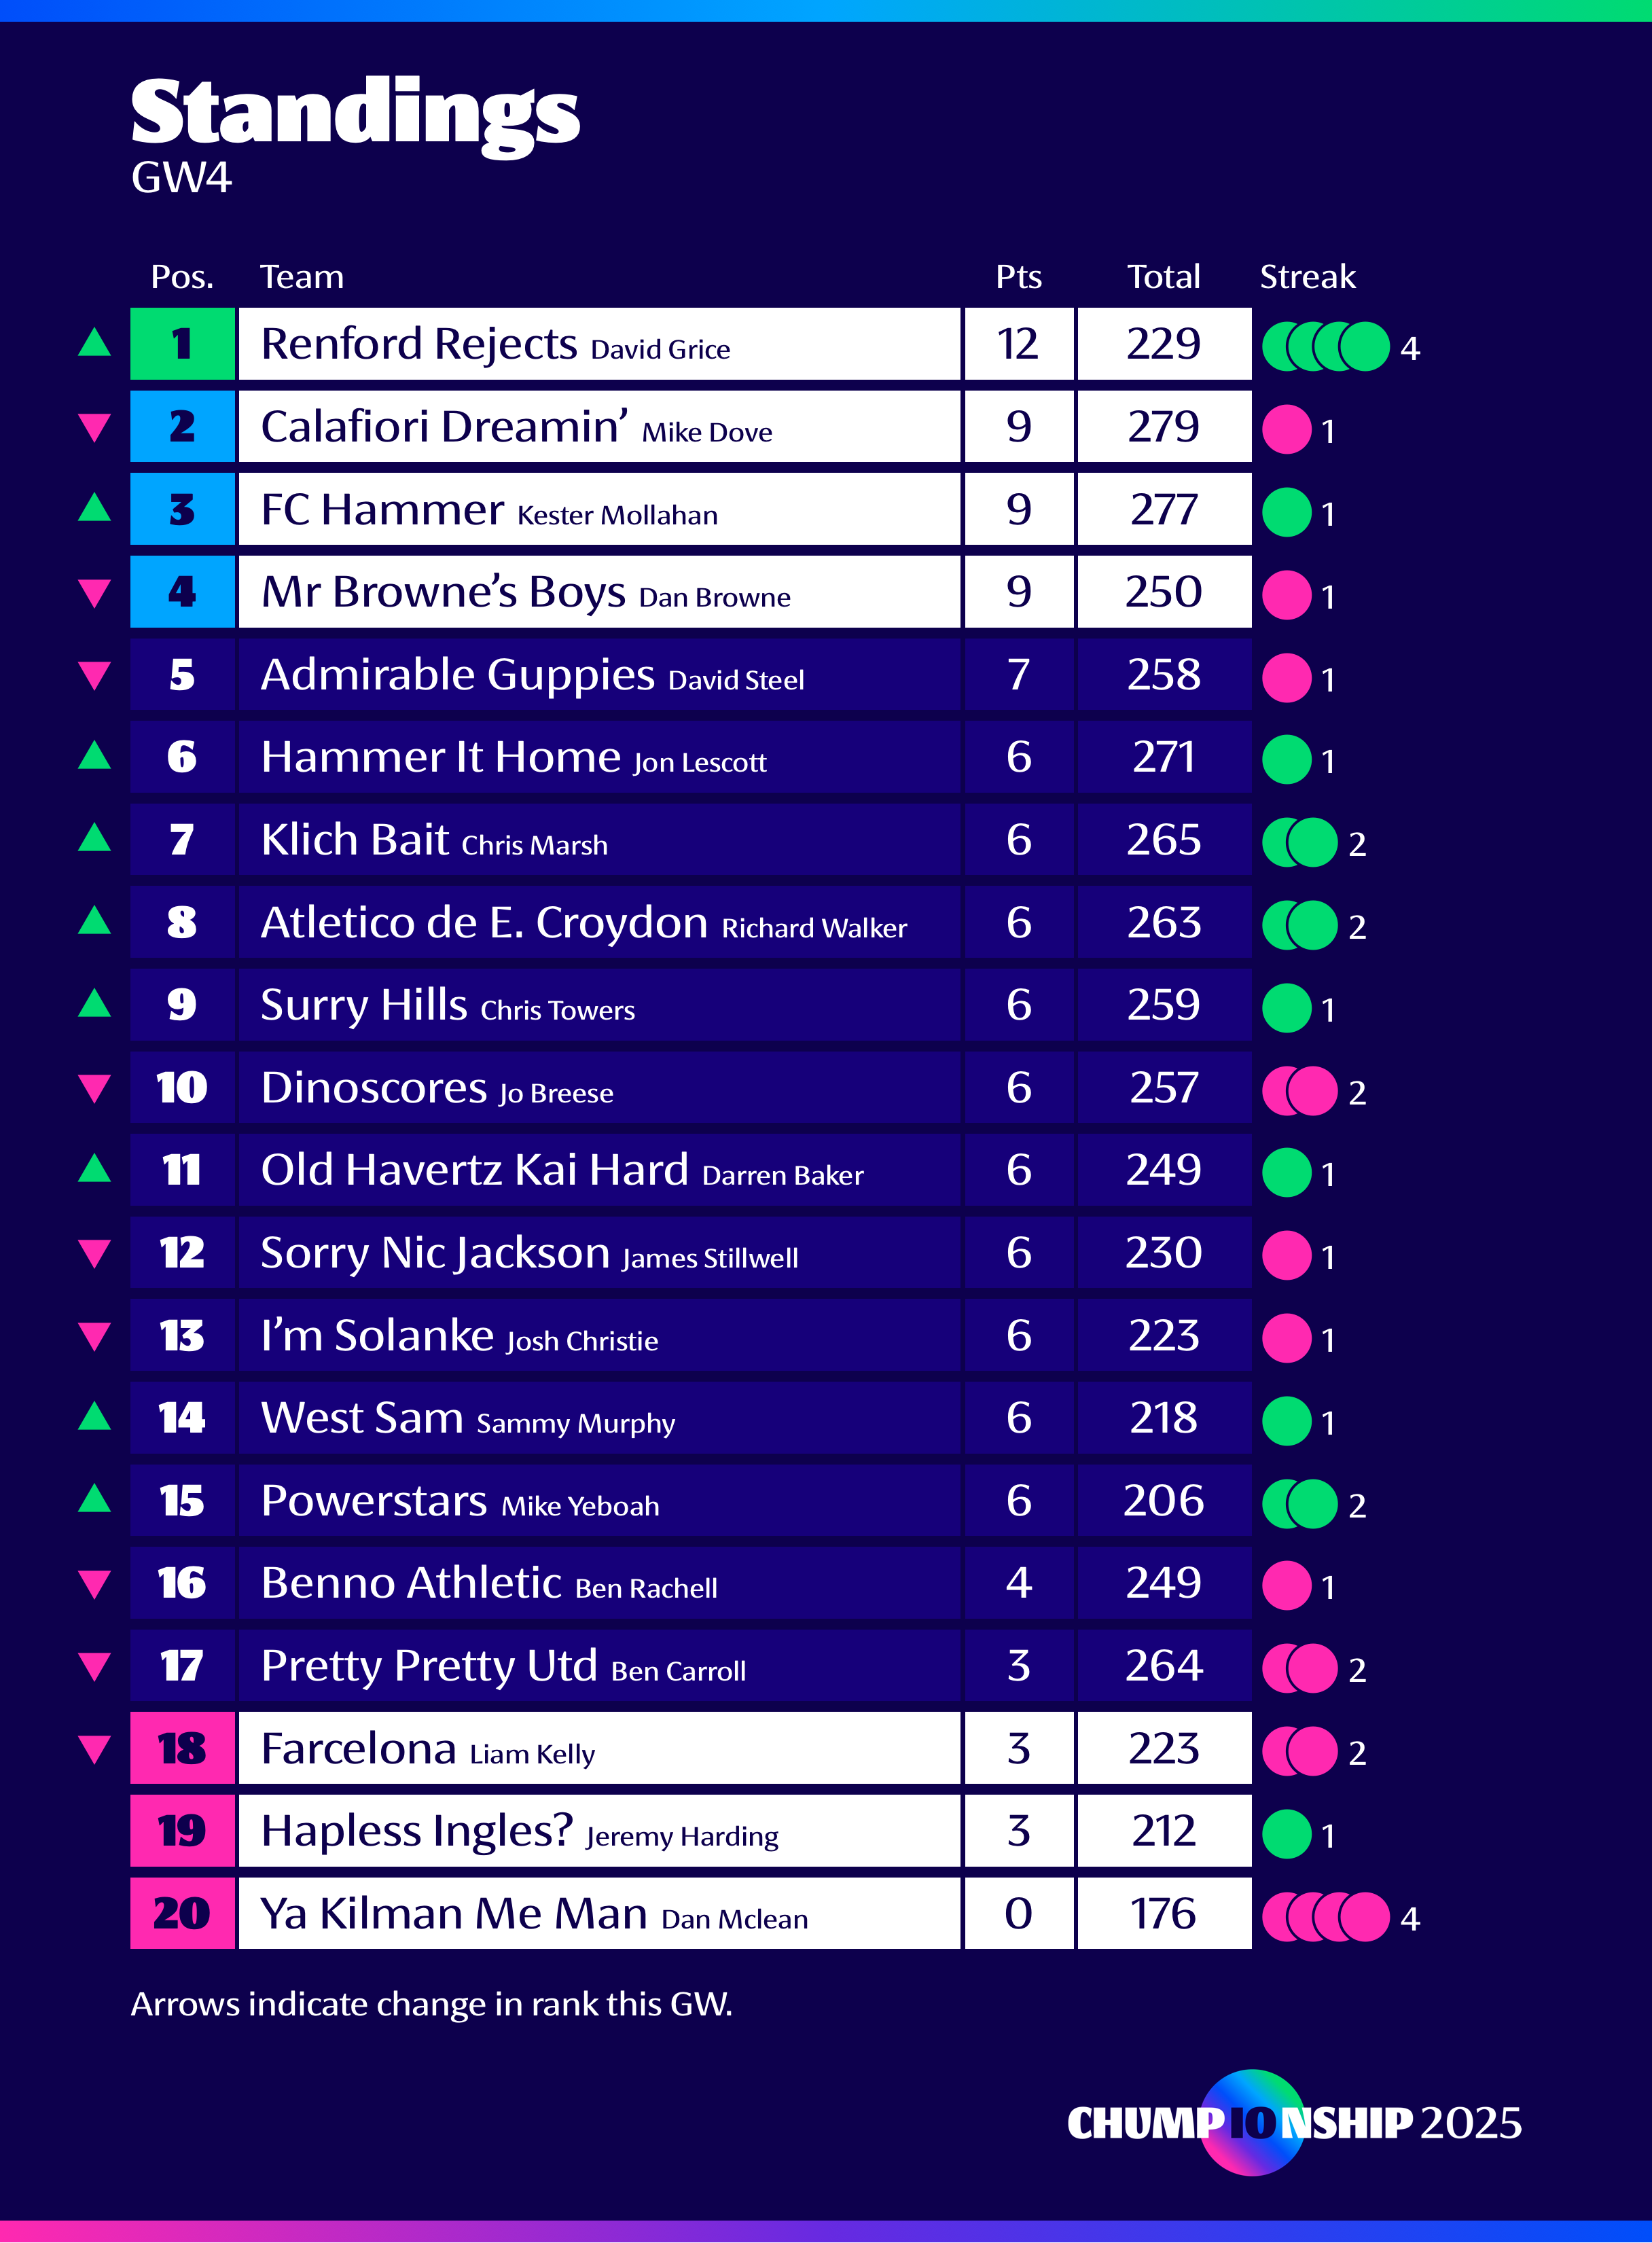 Standings
GW4
Pos. Team Pts Total Streak
1 Renford Rejects David Grice 12 229 4
2 Calafiori Dreamin’ Mike Dove 9 279 1
3 FC Hammer Kester Mollahan 9 277 1
4 Mr Browne’s Boys Dan Browne 9 250 1
5 Admirable Guppies David Steel 7 258 1
6 Hammer It Home Jon Lescott 6 271 1
7 Klich Bait Chris Marsh 6 265 2
8 Atletico de E. Croydon Richard Walker 6 263 2
9 Surry Hills Chris Towers 6 259 1
10 Dinoscores Jo Breese 6 257 2
11 Old Havertz Kai Hard Darren Baker 6 249 1
12 Sorry Nic Jackson James Stillwell 6 230 1
13 I’m Solanke Josh Christie 6 223 1
14 West Sam Sammy Murphy 6 218 1
15 Powerstars Mike Yeboah 6 206 2
16 Benno Athletic Ben Rachell 4 249 1
17 Pretty Pretty Utd Ben Carroll 3 264 2
18 Farcelona Liam Kelly 3 223 2
19 Hapless Ingles? Jeremy Harding 3 212 1
20 Ya Kilman Me Man Dan Mclean 0 176 4
Arrows indicate change in rank this GW.
CHUMP10NSHIP 2025